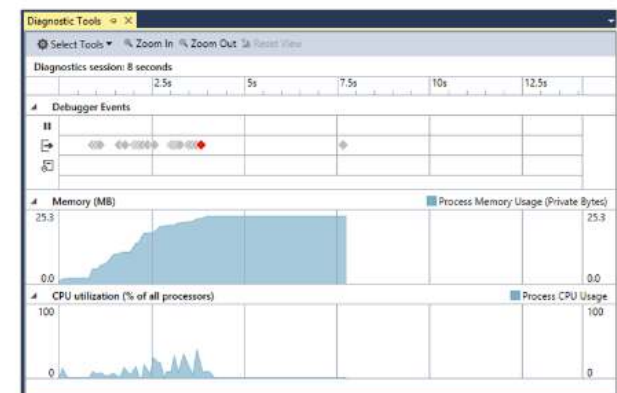 Diagnostic Tools
Select Tools Zoom In Zoom Out Reset View
Diagnostics session: 8 seconds
2.5s 5s 7.5s 10s 12.5s
Debugger Events
Memory (MB) Process Memory Usage (Private Bytes)
25.3 25.3
0.0 0.0
CPU utilization (% of all processors) Process CPU Usage
100 100
0 0